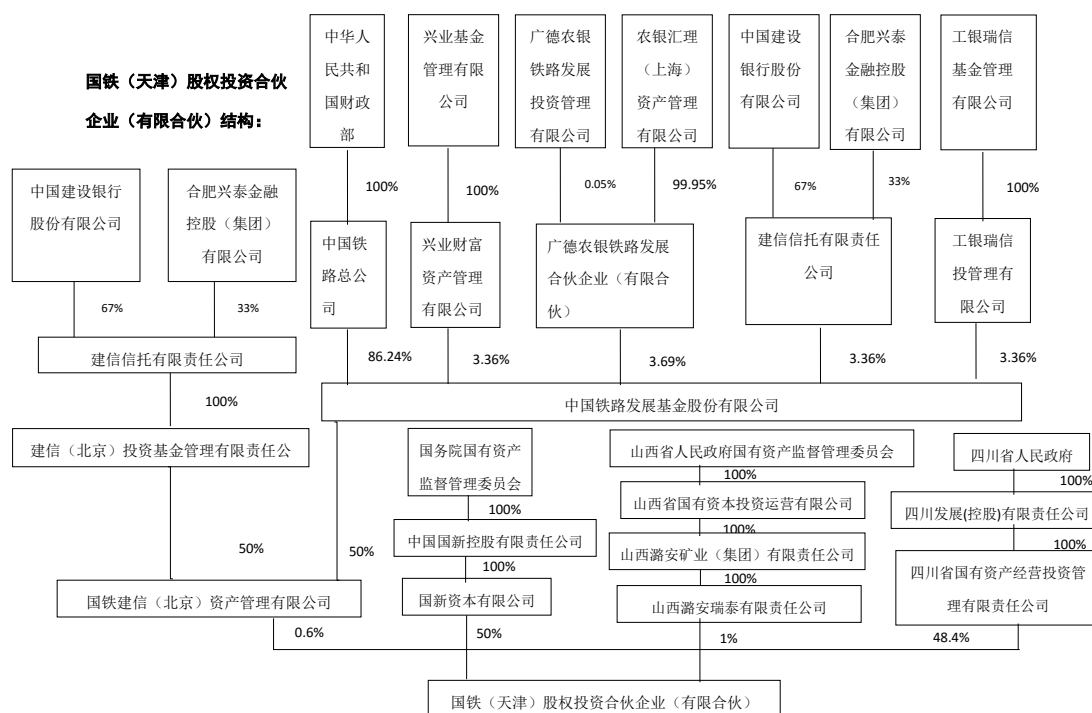 国铁（天津）股权投资合伙
企业（有限合伙）结构：
中华人
民共和
国财政
部
兴业基金
管理有限
公司
广德农银
铁路发展
投资管理
有限公司
农银汇理
（上海）
资产管理
有限公司
中国建设
银行股份
有限公司
合肥兴泰
金融控股
（集团）
有限公司
工银瑞信
基金管理
有限公司
100%
100%
0.05%
99.95%
67%
33%
100%
中国建设银行
股份有限公司
合肥兴泰金融
控股（集团）
有限公司
中国铁
路总公
司
兴业财富
资产管理
有限公司
广德农银铁路发展
合伙企业（有限合
伙）
建信信托有限责任
公司
工银瑞信
投管理有
限公司
67%
33%
86.24%
3.36%
3.69%
3.36%
3.36%
建信信托有限责任公司
100%
中国铁路发展基金股份有限公司
建信（北京）投资基金管理有限责任公
国务院国有资产
监督管理委员会
山西省人民政府国有资产监督管理委员会
四川省人民政府
100%
100%
100%
中国国新控股有限责任公司
山西省国有资本投资运营有限公司
四川发展(控股)有限责任公司
100%
100%
100%
50%
50%
山西潞安矿业（集团）有限责任公司
100%
国铁建信（北京）资产管理有限公司
国新资本有限公司
山西潞安瑞泰有限责任公司
四川省国有资产经营投资管
理有限责任公司
0.6%
50%
1%
48.4%
国铁（天津）股权投资合伙企业（有限合伙）